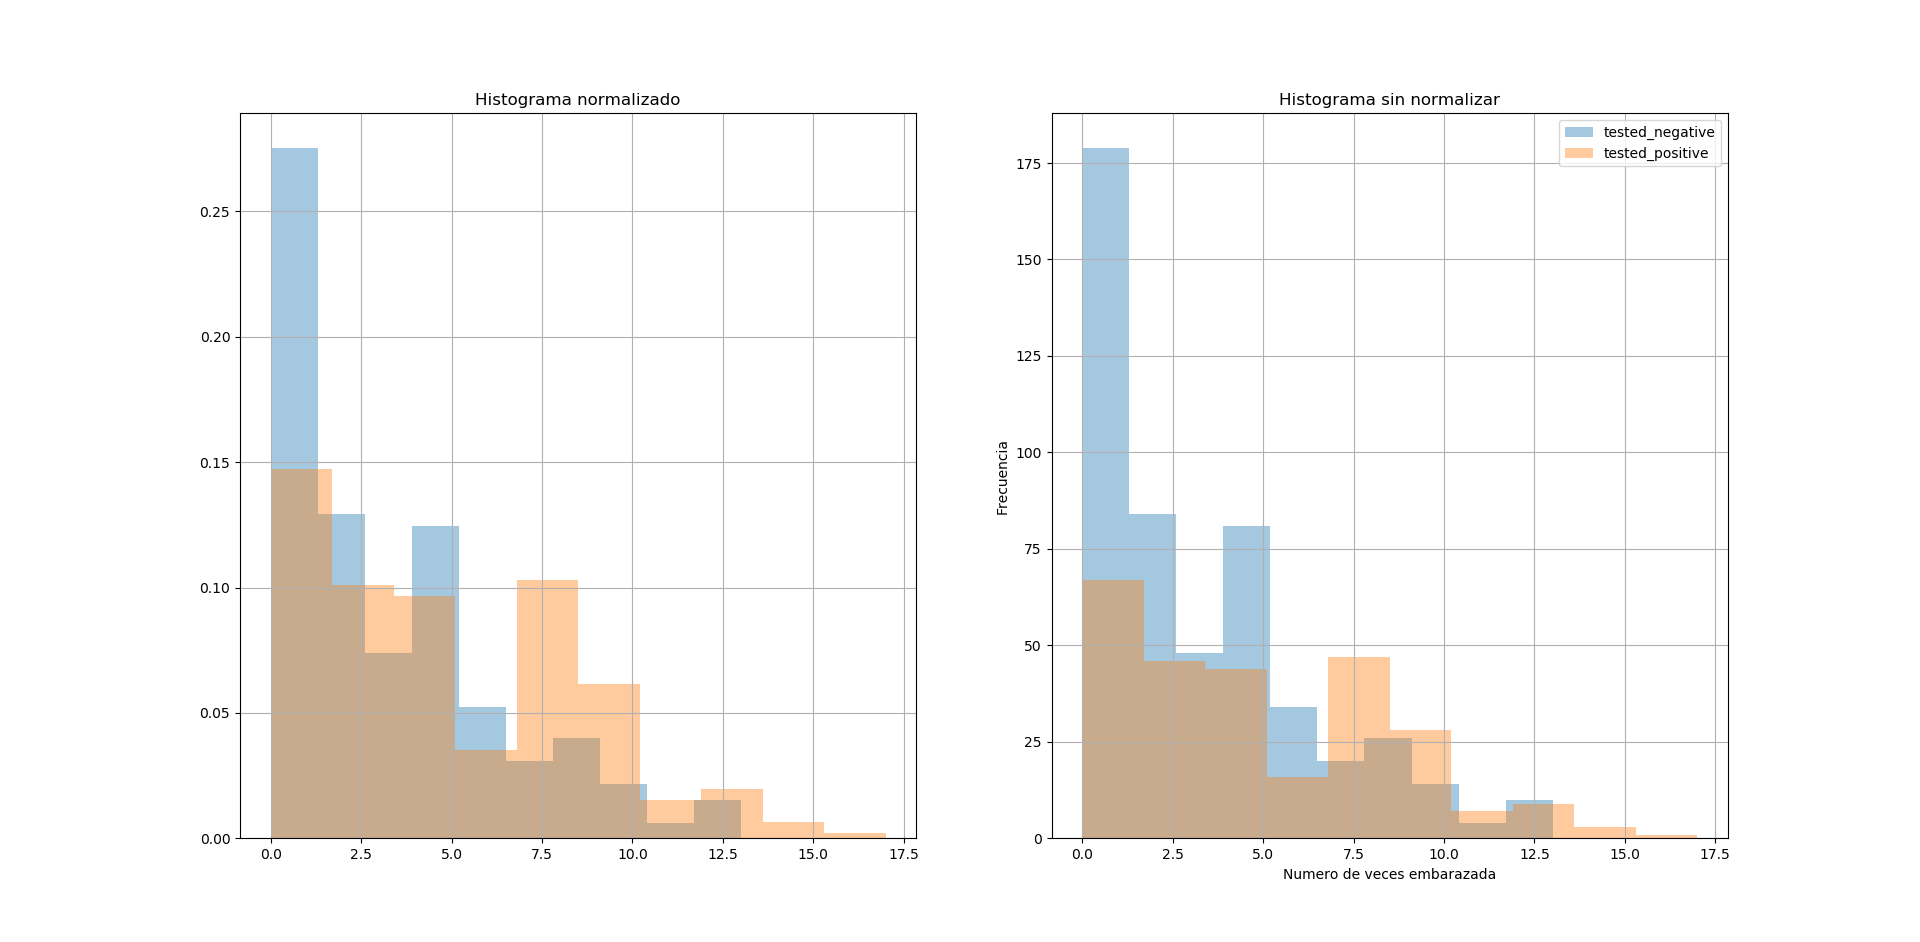 Histograma normalizado
0.25
0.20
0.15
0.10
0.05
0.00
0.0 2.5 5.0 7.5 10.0 12.5 15.0 17.5
Histograma sin normalizar
tested_negative
tested_positive
175
150
125
100
75
50
25
0
Frecuencia
0.0 2.5 5.0 7.5 10.0 12.5 15.0 17.5
Numero de veces embarazada